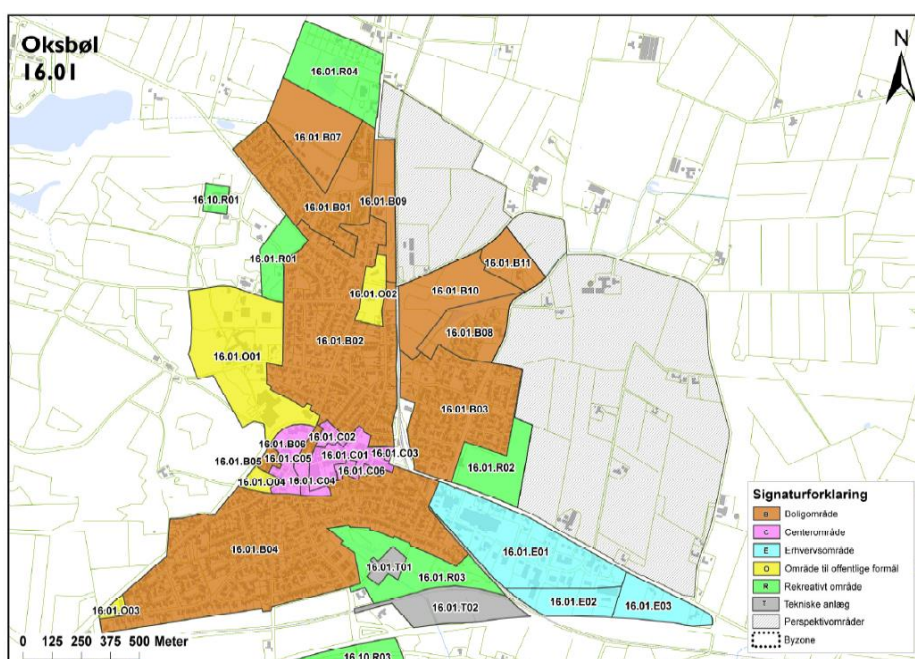 Oksbøl
16.01
N
16.01.R04
16.01.B07
16.10.R01
16.01.B01
16.01.B09
16.01.R01
16.01.B11
16.01.O02
16.01.B10
16.01.B08
16.01.B02
16.01.O01
16.01.B03
16.01.C02
16.01.B06
16.01.C01
16.01.C03
16.01.B05
16.01.C05
16.01.C06
16.01.R02
16.01.O04
16.01.C04
16.01.B04
16.01.E01
16.01.T01
16.01.R03
16.01.E02
16.01.E03
16.01.O03
16.01.T02
16.10.R03
0 125 250 375 500 Meter
Signaturforklaring
B Boligområde
C Centerområde
E Erhvervsområde
O Område til offentlige formål
R Rekreativt område
T Tekniske anlæg
Perspektivområder
Byzone